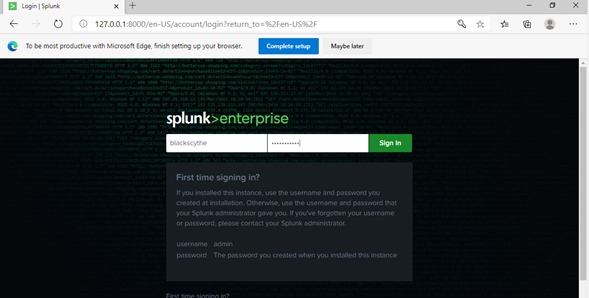 Login | Splunk
127.0.0.1:8000/en-US/account/login?return_to=%2Fen-US%2F
To be most productive with Microsoft Edge, finish setting up your browser.
Complete setup
Maybe later
splunk>enterprise
blackscythe
Sign In
First time signing in?
If you installed this instance, use the username and password you
created at installation. Otherwise, use the username and password that
your Splunk administrator gave you. If you've forgotten your username
or password, please contact your Splunk administrator.
username admin
password The password you created when you installed this instance
First time signing in?